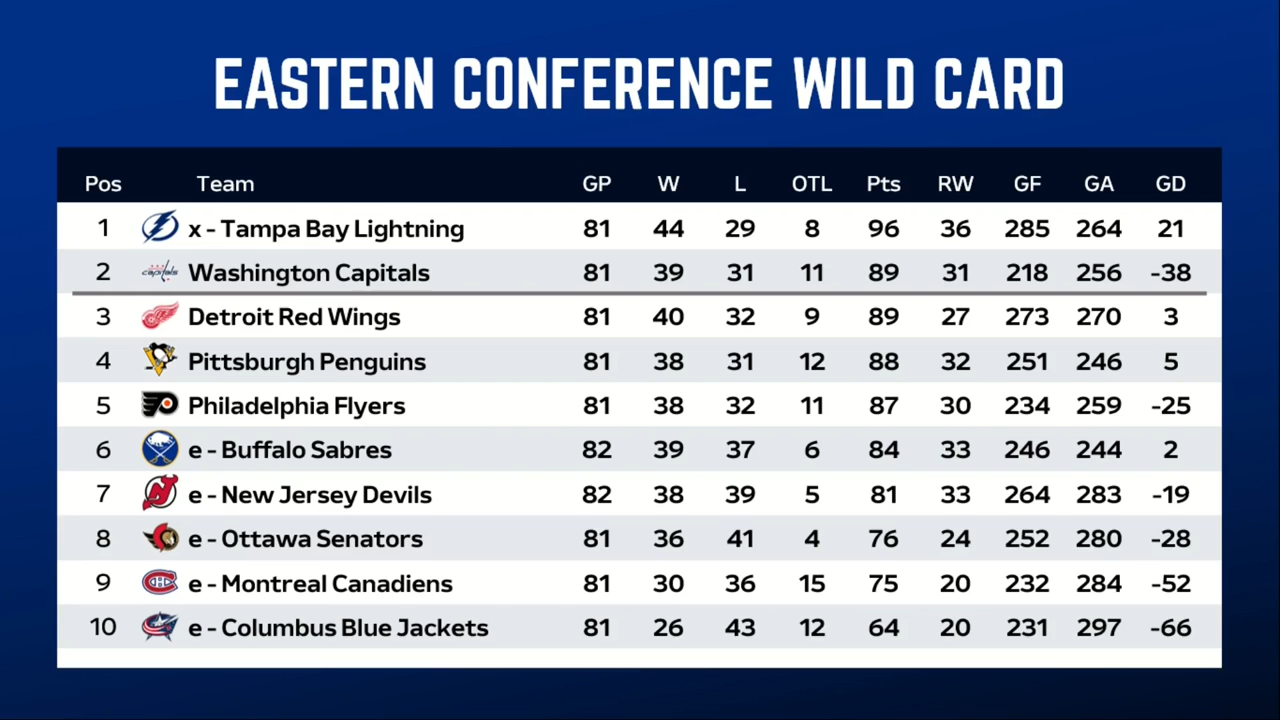 EASTERN CONFERENCE WILD CARD
Pos Team GP W L OTL Pts RW GF GA GD
1 x - Tampa Bay Lightning 81 44 29 8 96 36 285 264 21
2 capitals Washington Capitals 81 39 31 11 89 31 218 256 -38
3 Detroit Red Wings 81 40 32 9 89 27 273 270 3
4 Pittsburgh Penguins 81 38 31 12 88 32 251 246 5
5 Philadelphia Flyers 81 38 32 11 87 30 234 259 -25
6 e - Buffalo Sabres 82 39 37 6 84 33 246 244 2
7 e - New Jersey Devils 82 38 39 5 81 33 264 283 -19
8 e - Ottawa Senators 81 36 41 4 76 24 252 280 -28
9 e - Montreal Canadiens 81 30 36 15 75 20 232 284 -52
10 e - Columbus Blue Jackets 81 26 43 12 64 20 231 297 -66